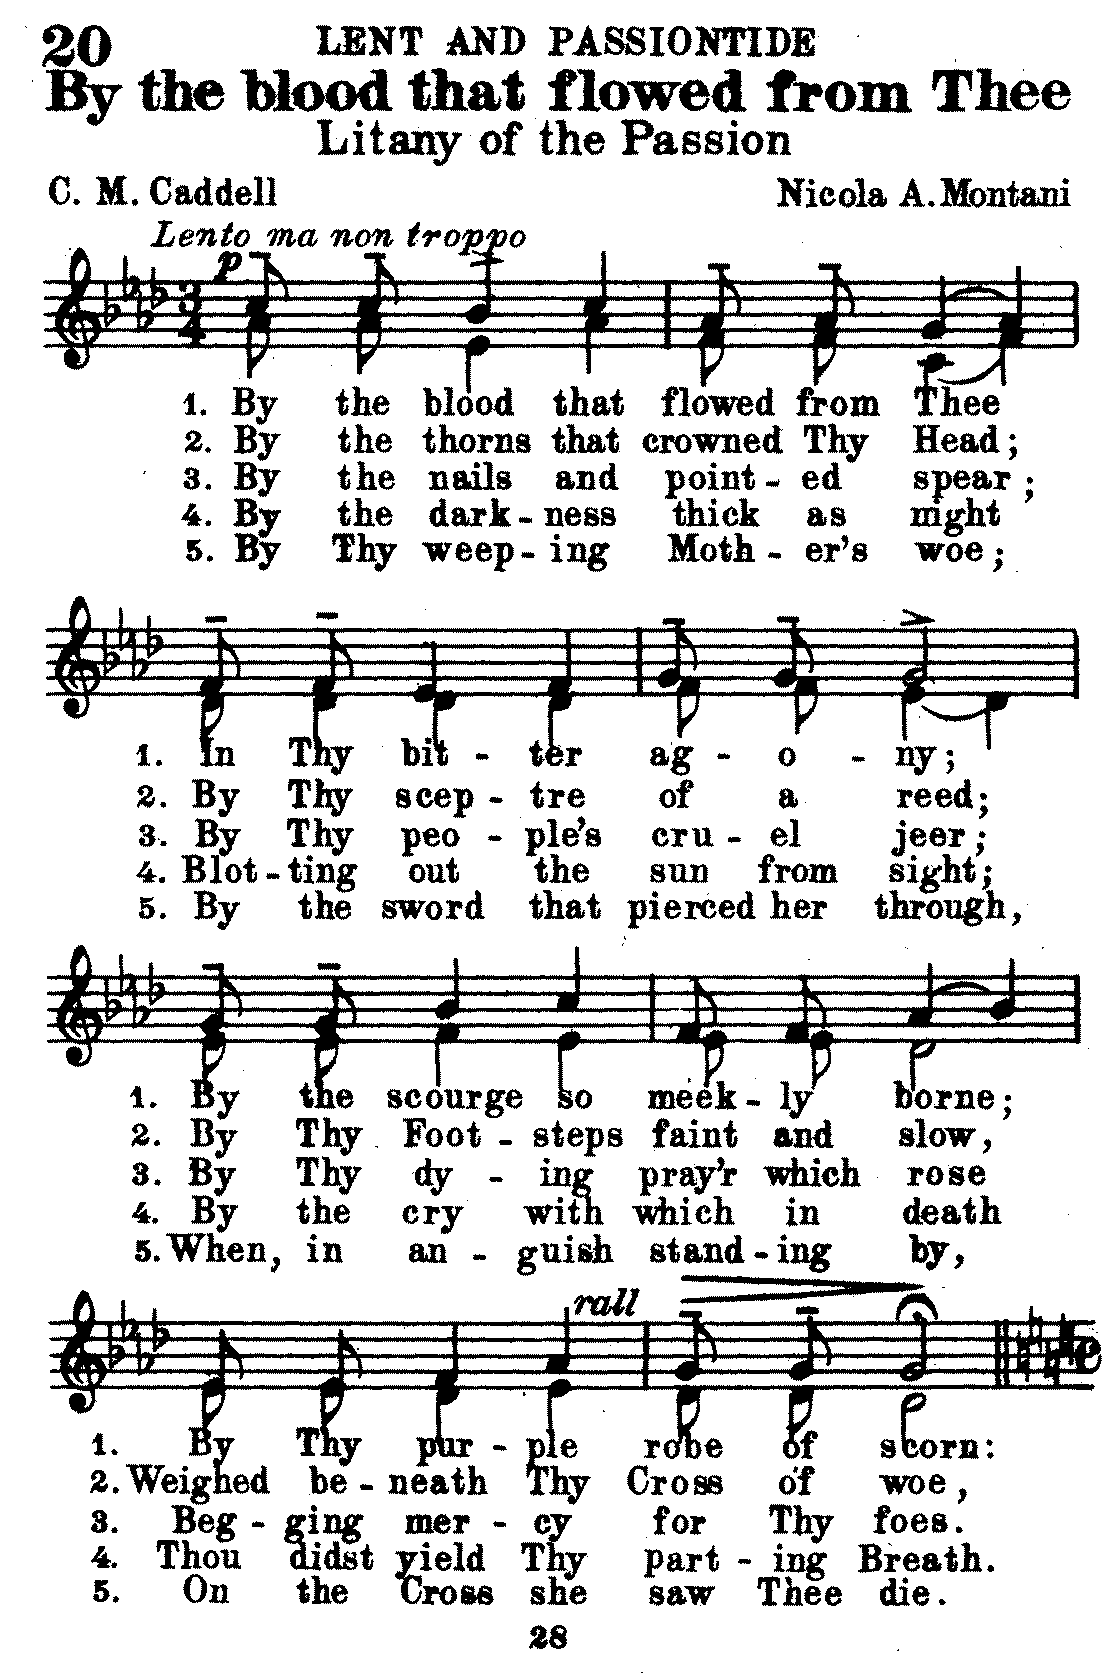 20 LENT AND PASSIONTIDE
By the blood that flowed from Thee
Litany of the Passion
C. M. Caddell Nicola A. Montani
Lento ma non troppo
p
3 4
1. By the blood that flowed from Thee
2. By the thorns that crowned Thy Head;
3. By the nails and point - ed spear;
4. By the dark - ness thick as night
5. By Thy weep - ing Moth - er's woe;
1. In Thy bit - ter ag - o - ny;
2. By Thy scep - tre of a reed;
3. By Thy peo - ple's cru - el jeer;
4. Blot - ting out the sun from sight;
5. By the sword that pierced her through,
1. By the scourge so meek - ly borne;
2. By Thy Foot - steps faint and slow,
3. By Thy dy - ing pray'r which rose
4. By the cry with which in death
5. When, in an - guish stand - ing by,
rall
1. By Thy pur - ple robe of scorn:
2. Weighed be - neath Thy Cross of woe,
3. Beg - ging mer - cy for Thy foes.
4. Thou didst yield Thy part - ing Breath.
5. On the Cross she saw Thee die.
28